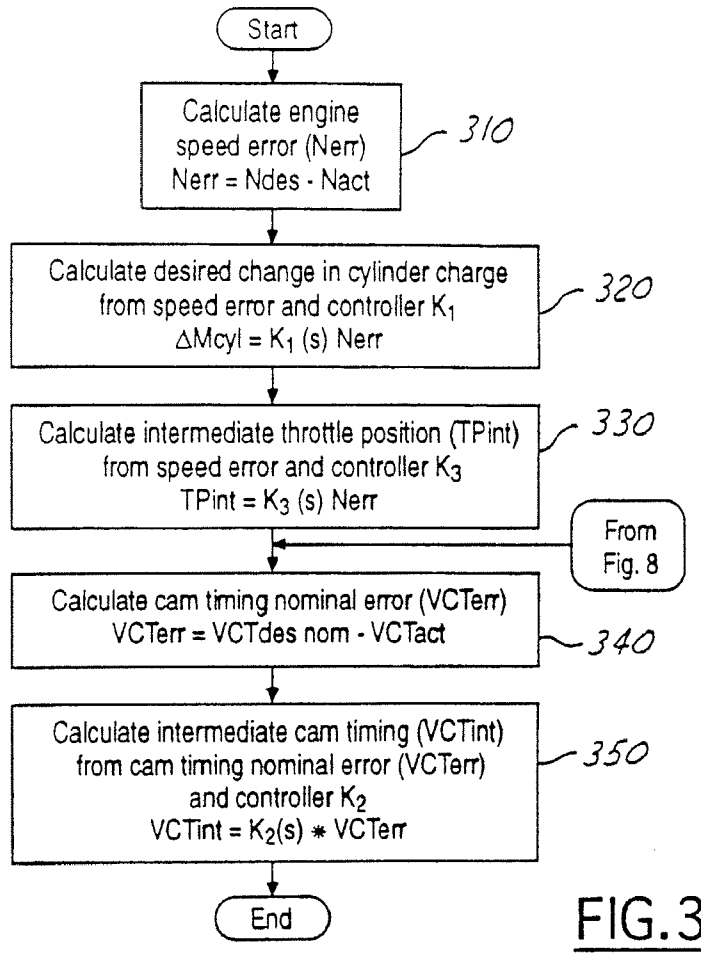 Start
Calculate engine
speed error (Nerr)
Nerr = Ndes - Nact
310
Calculate desired change in cylinder charge
from speed error and controller K₁
ΔMcyl = K₁ (s) Nerr
320
Calculate intermediate throttle position (TPint)
from speed error and controller K₃
TPint = K₃ (s) Nerr
330
From
Fig. 8
Calculate cam timing nominal error (VCTerr)
VCTerr = VCTdes nom - VCTact
340
Calculate intermediate cam timing (VCTint)
from cam timing nominal error (VCTerr)
and controller K₂
VCTint = K₂(s) * VCTerr
350
End
FIG.3